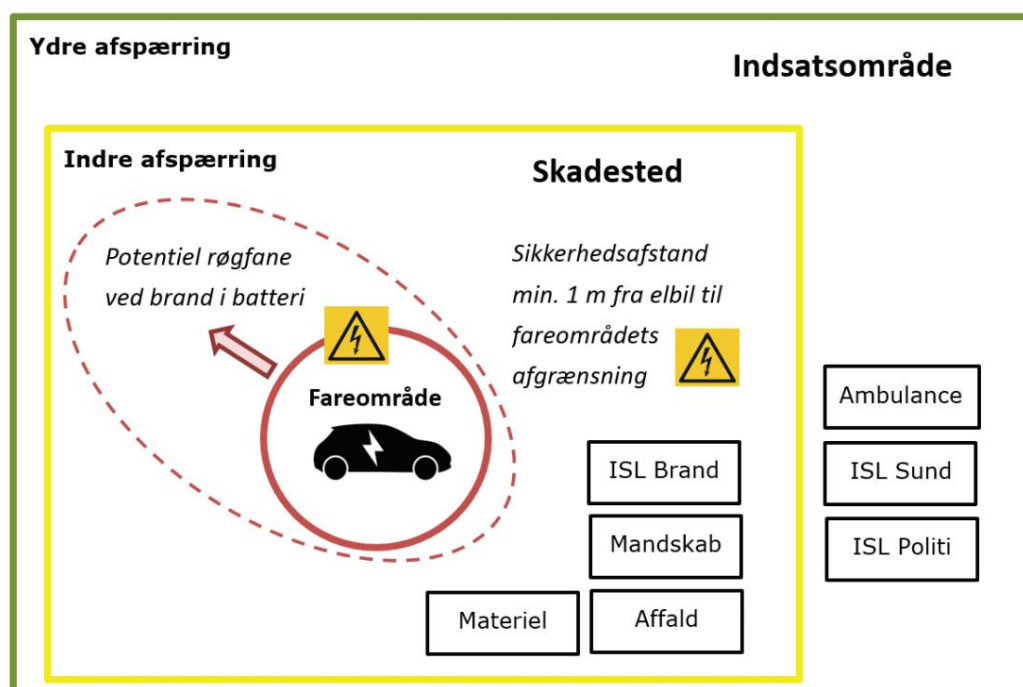 Ydre afspærring
Indsatsområde
Indre afspærring
Skadested
Potentiel røgfane
ved brand i batteri
Sikkerhedsafstand
min. 1 m fra elbil til
fareområdets
afgrænsning
Fareområde
Ambulance
ISL Brand
ISL Sund
Mandskab
ISL Politi
Materiel
Affald